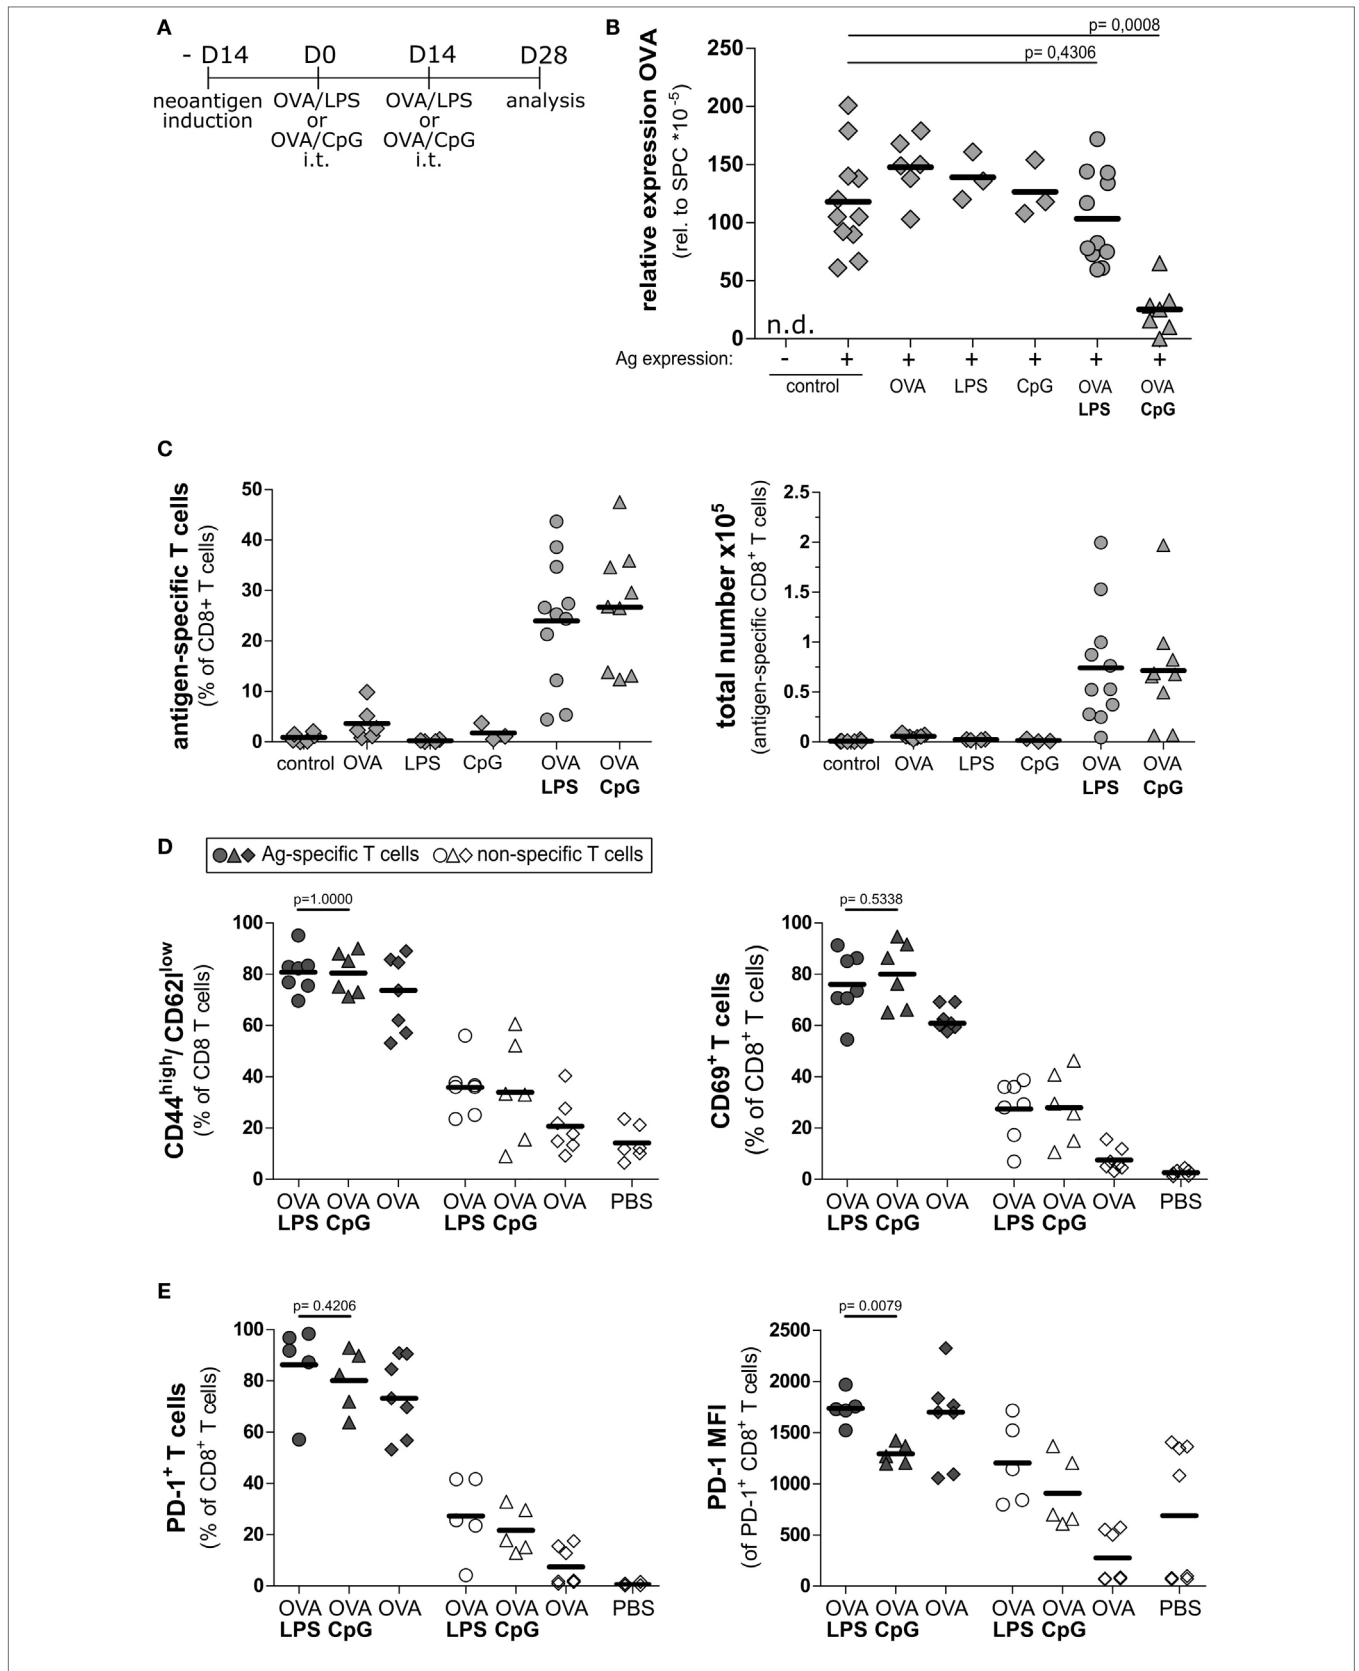 A
- D14 D0 D14 D28
neoantigen induction
OVA/LPS or OVA/CpG i.t.
OVA/LPS or OVA/CpG i.t.
analysis
B
relative expression OVA
(rel. to SPC *10-5)
p= 0,0008
p= 0,4306
250
200
150
100
50
0
n.d.
Ag expression: - + + + + + +
control OVA LPS CpG OVA OVA
LPS CpG
C
antigen-specific T cells
(% of CD8+ T cells)
50
40
30
20
10
0
control OVA LPS CpG OVA OVA
LPS CpG
total number x10⁵
(antigen-specific CD8⁺ T cells)
2.5
2
1.5
1
0.5
0
control OVA LPS CpG OVA OVA
LPS CpG
D
Ag-specific T cells non-specific T cells
p=1.0000
CD44high/ CD62llow
(% of CD8 T cells)
100
80
60
40
20
0
OVA OVA OVA OVA OVA OVA PBS
LPS CpG LPS CpG
p= 0.5338
CD69⁺ T cells
(% of CD8⁺ T cells)
100
80
60
40
20
0
OVA OVA OVA OVA OVA OVA PBS
LPS CpG LPS CpG
E
p= 0.4206
PD-1⁺ T cells
(% of CD8⁺ T cells)
100
80
60
40
20
0
OVA OVA OVA OVA OVA OVA PBS
LPS CpG LPS CpG
p= 0.0079
PD-1 MFI
(of PD-1⁺ CD8⁺ T cells)
2500
2000
1500
1000
500
0
OVA OVA OVA OVA OVA OVA PBS
LPS CpG LPS CpG